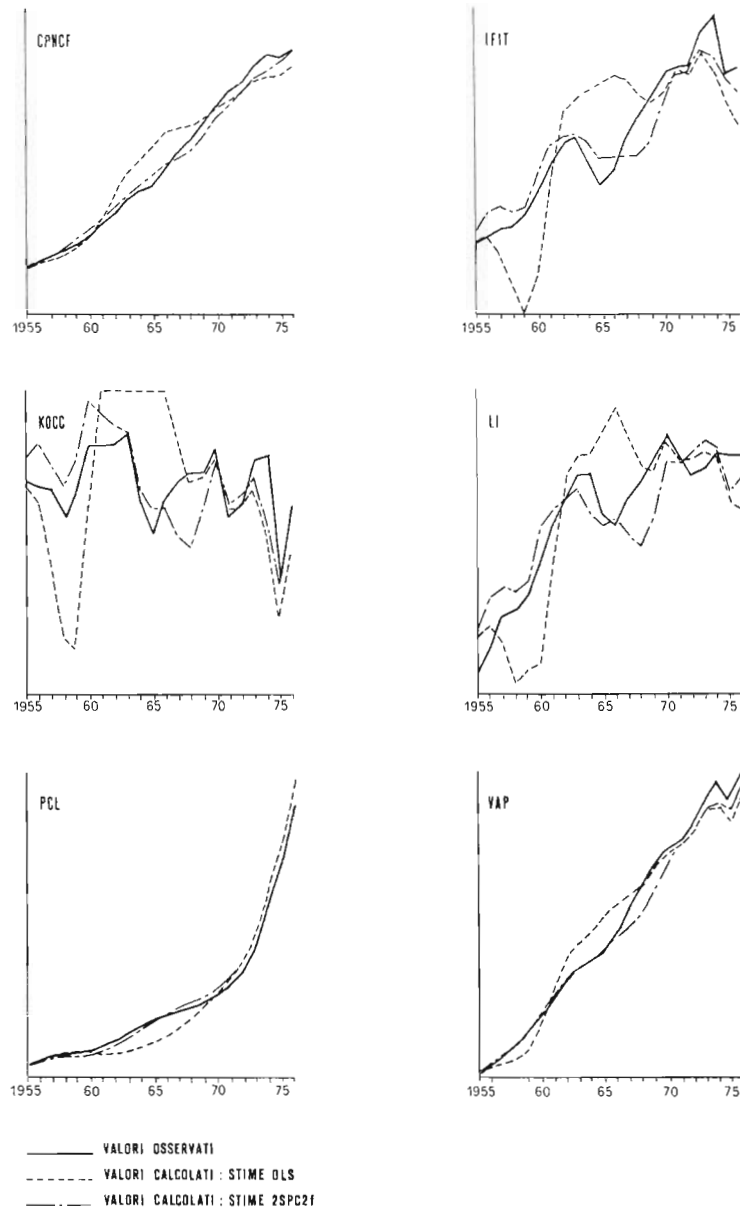 CPNCF
1955 60 65 70 75
IFIT
1955 60 65 70 75
KOCC
1955 60 65 70 75
LI
1955 60 65 70 75
PCL
1955 60 65 70 75
VAP
1955 60 65 70 75
VALORI OSSERVATI
VALORI CALCOLATI : STIME OLS
VALORI CALCOLATI : STIME 2SPC2f